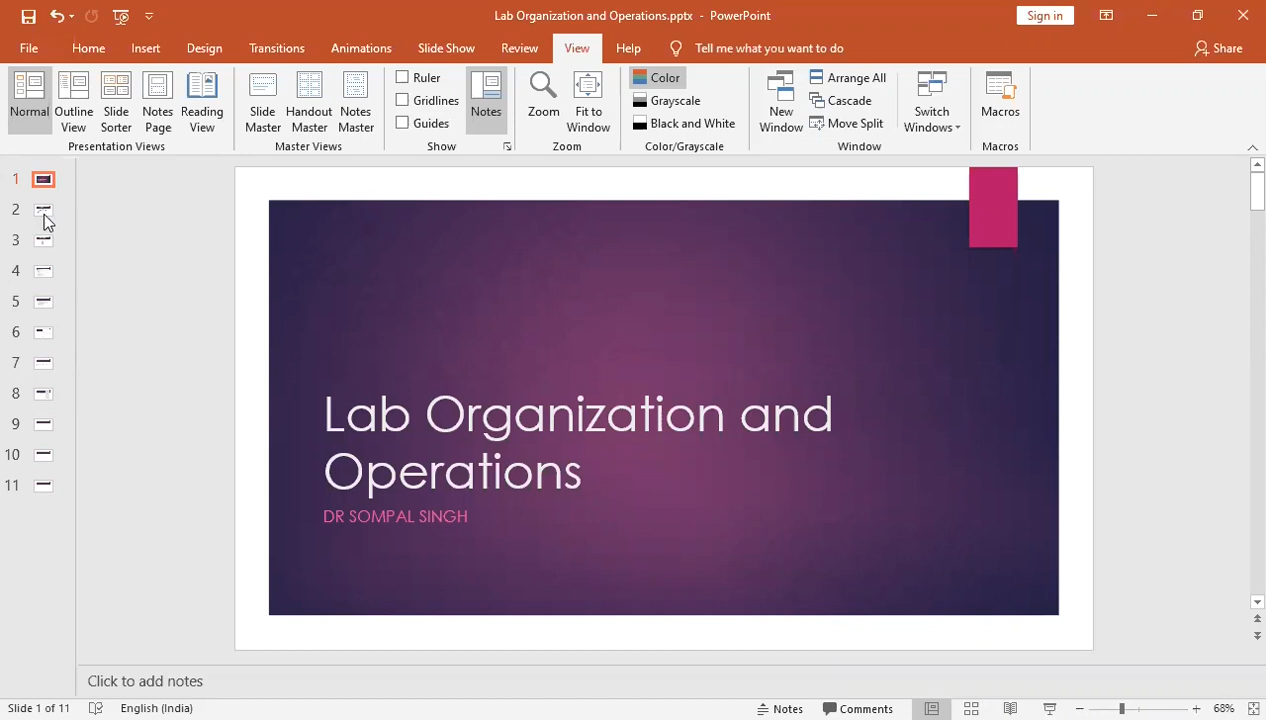 Lab Organization and Operations.pptx - PowerPoint
Sign in
File Home Insert Design Transitions Animations Slide Show Review View Help Tell me what you want to do Share
Normal
Outline View
Slide Sorter
Notes Page
Reading View
Presentation Views
Slide Master
Handout Master
Notes Master
Master Views
Ruler
Gridlines
Guides
Notes
Show
Zoom
Fit to Window
Zoom
Color
Grayscale
Black and White
Color/Grayscale
New Window
Arrange All
Cascade
Move Split
Switch Windows
Window
Macros
Macros
1
2
3
4
5
6
7
8
9
10
11
Lab Organization and
Operations
DR SOMPAL SINGH
Click to add notes
Slide 1 of 11 English (India) Notes Comments 68%